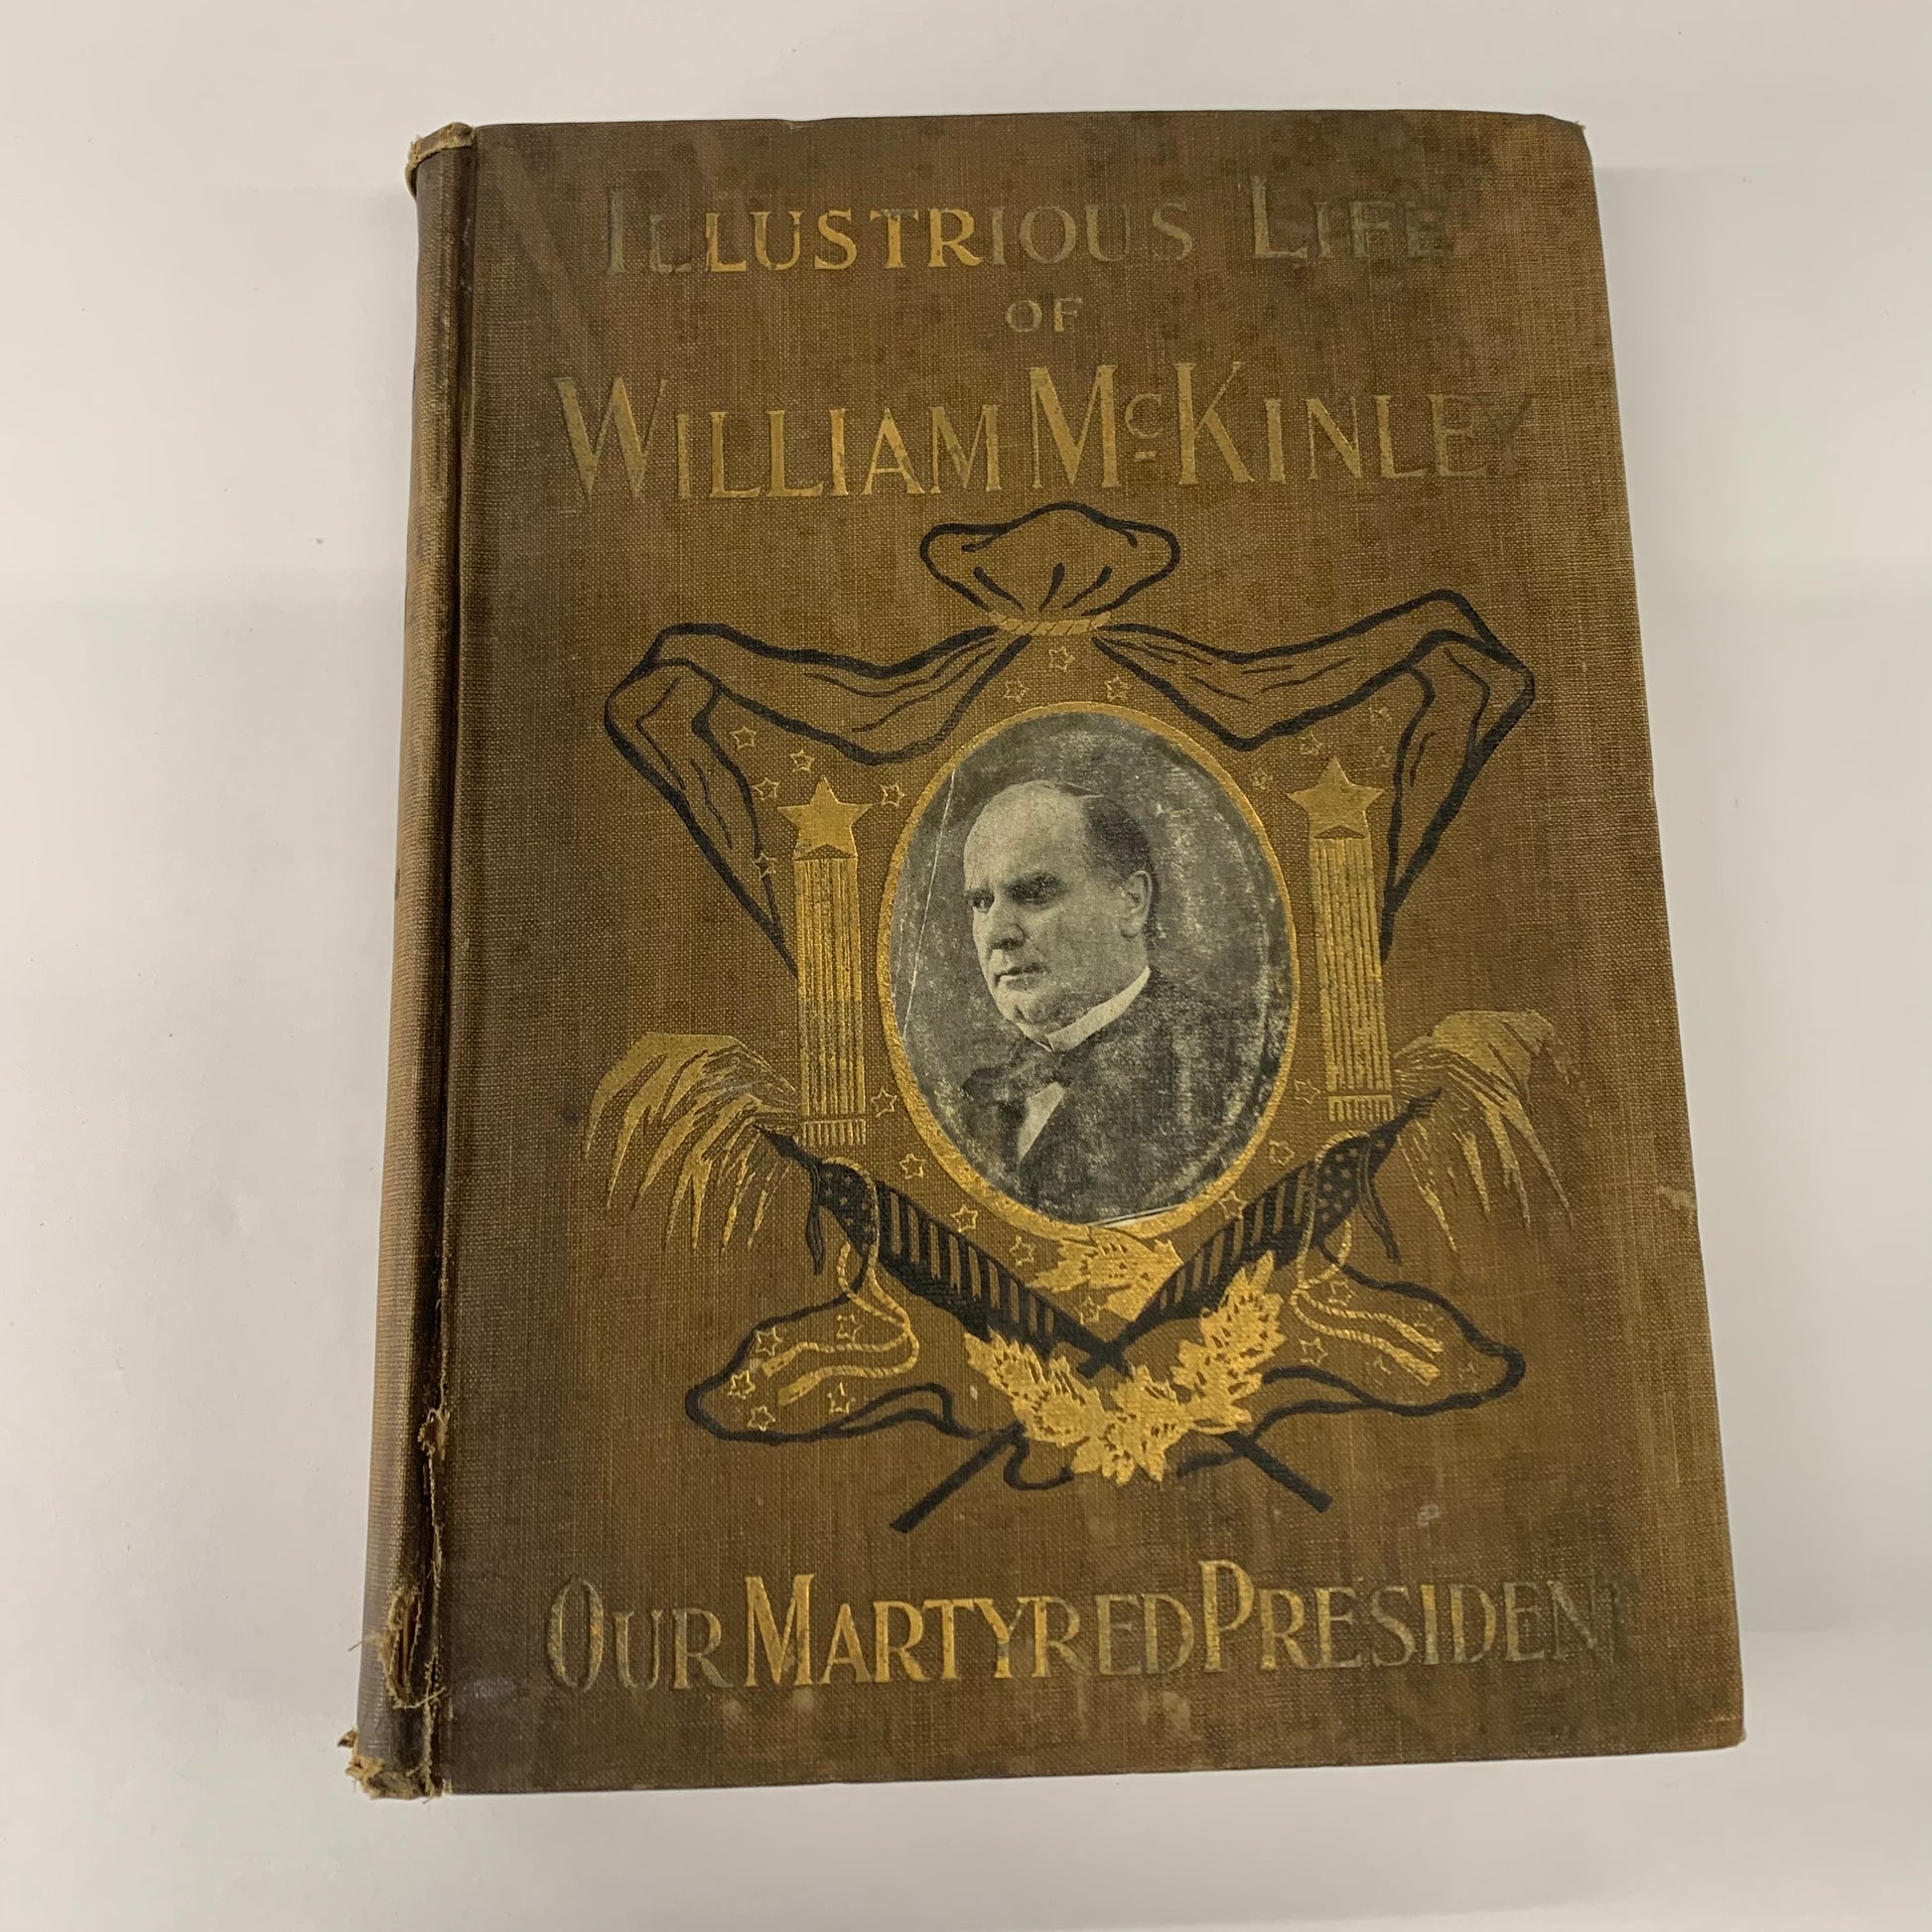 ILLUSTRIOUS LIFE
OF
WILLIAM McKINLEY
OUR MARTYRED PRESIDENT